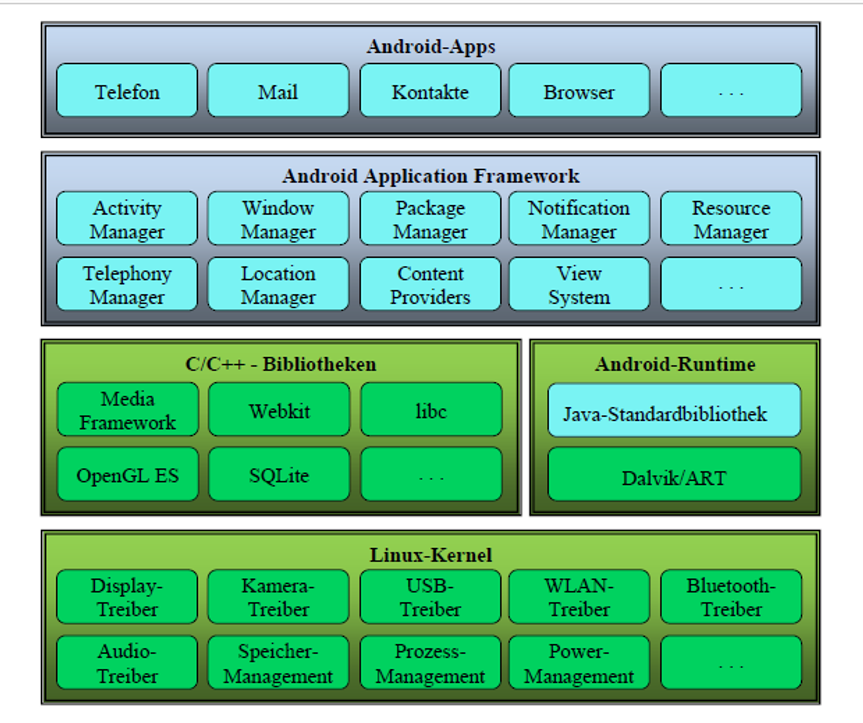 Android-Apps
Telefon
Mail
Kontakte
Browser
. . .
Android Application Framework
Activity
Manager
Window
Manager
Package
Manager
Notification
Manager
Resource
Manager
Telephony
Manager
Location
Manager
Content
Providers
View
System
. . .
C/C++ - Bibliotheken
Media
Framework
Webkit
libc
OpenGL ES
SQLite
. . .
Android-Runtime
Java-Standardbibliothek
Dalvik/ART
Linux-Kernel
Display-
Treiber
Kamera-
Treiber
USB-
Treiber
WLAN-
Treiber
Bluetooth-
Treiber
Audio-
Treiber
Speicher-
Management
Prozess-
Management
Power-
Management
. . .